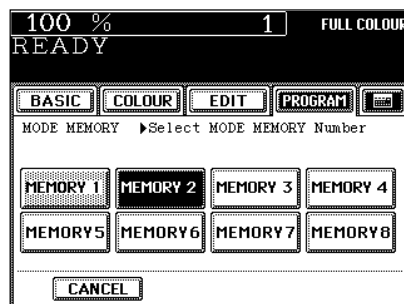 100 % 1 FULL COLOUR
READY
BASIC COLOUR EDIT PROGRAM
MODE MEMORY ▶Select MODE MEMORY Number
MEMORY 1 MEMORY 2 MEMORY 3 MEMORY 4
MEMORY5 MEMORY6 MEMORY7 MEMORY8
CANCEL